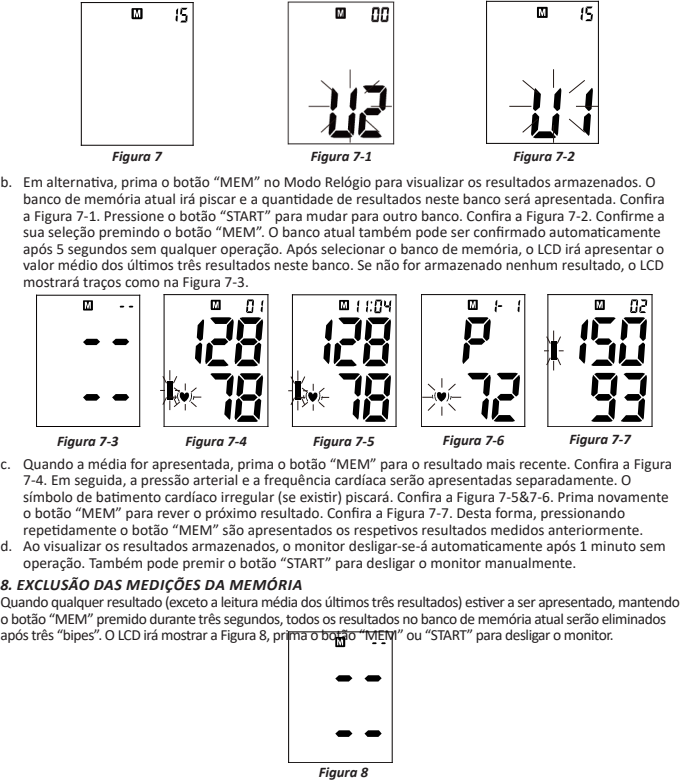 M 15
M 00
U2
M 15
U1
Figura 7
Figura 7-1
Figura 7-2
b. Em alternativa, prima o botão “MEM” no Modo Relógio para visualizar os resultados armazenados. O
banco de memória atual irá piscar e a quantidade de resultados neste banco será apresentada. Confira
a Figura 7-1. Pressione o botão “START” para mudar para outro banco. Confira a Figura 7-2. Confirme a
sua seleção premindo o botão “MEM”. O banco atual também pode ser confirmado automaticamente
após 5 segundos sem qualquer operação. Após selecionar o banco de memória, o LCD irá apresentar o
valor médio dos últimos três resultados neste banco. Se não for armazenado nenhum resultado, o LCD
mostrará traços como na Figura 7-3.
M --
- -
- -
M 01
128
78
M 11:04
128
78
M 1- 1
P
72
M 02
150
93
Figura 7-3
Figura 7-4
Figura 7-5
Figura 7-6
Figura 7-7
c. Quando a média for apresentada, prima o botão “MEM” para o resultado mais recente. Confira a Figura
7-4. Em seguida, a pressão arterial e a frequência cardíaca serão apresentadas separadamente. O
símbolo de batimento cardíaco irregular (se existir) piscará. Confira a Figura 7-5&7-6. Prima novamente
o botão “MEM” para rever o próximo resultado. Confira a Figura 7-7. Desta forma, pressionando
repetidamente o botão “MEM” são apresentados os respetivos resultados medidos anteriormente.
d. Ao visualizar os resultados armazenados, o monitor desligar-se-á automaticamente após 1 minuto sem
operação. Também pode premir o botão “START” para desligar o monitor manualmente.
8. EXCLUSÃO DAS MEDIÇÕES DA MEMÓRIA
Quando qualquer resultado (exceto a leitura média dos últimos três resultados) estiver a ser apresentado, mantendo
o botão “MEM” premido durante três segundos, todos os resultados no banco de memória atual serão eliminados
após três “bipes”. O LCD irá mostrar a Figura 8, prima o botão “MEM” ou “START” para desligar o monitor.
M --
- -
- -
Figura 8